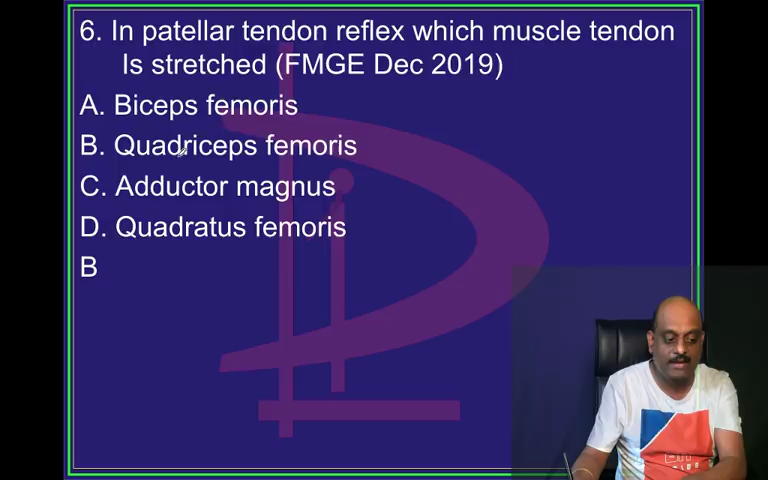 6. In patellar tendon reflex which muscle tendon
Is stretched (FMGE Dec 2019)
A. Biceps femoris
B. Quadriceps femoris
C. Adductor magnus
D. Quadratus femoris
B